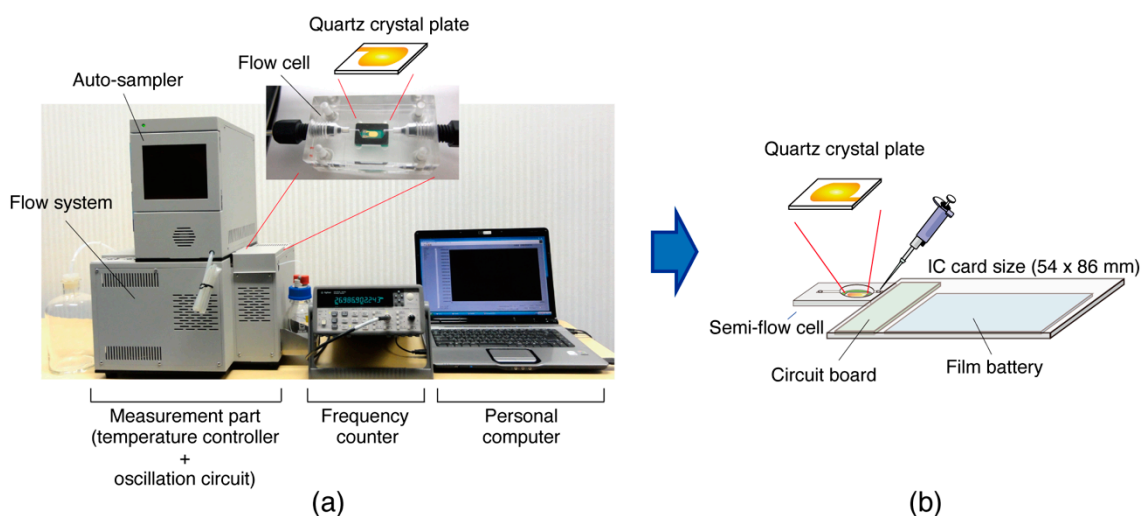 Quartz crystal plate
Flow cell
Auto-sampler
Flow system
Measurement part
(temperature controller
+
oscillation circuit)
Frequency
counter
Personal
computer
(a)
Quartz crystal plate
IC card size (54 x 86 mm)
Semi-flow cell
Circuit board
Film battery
(b)